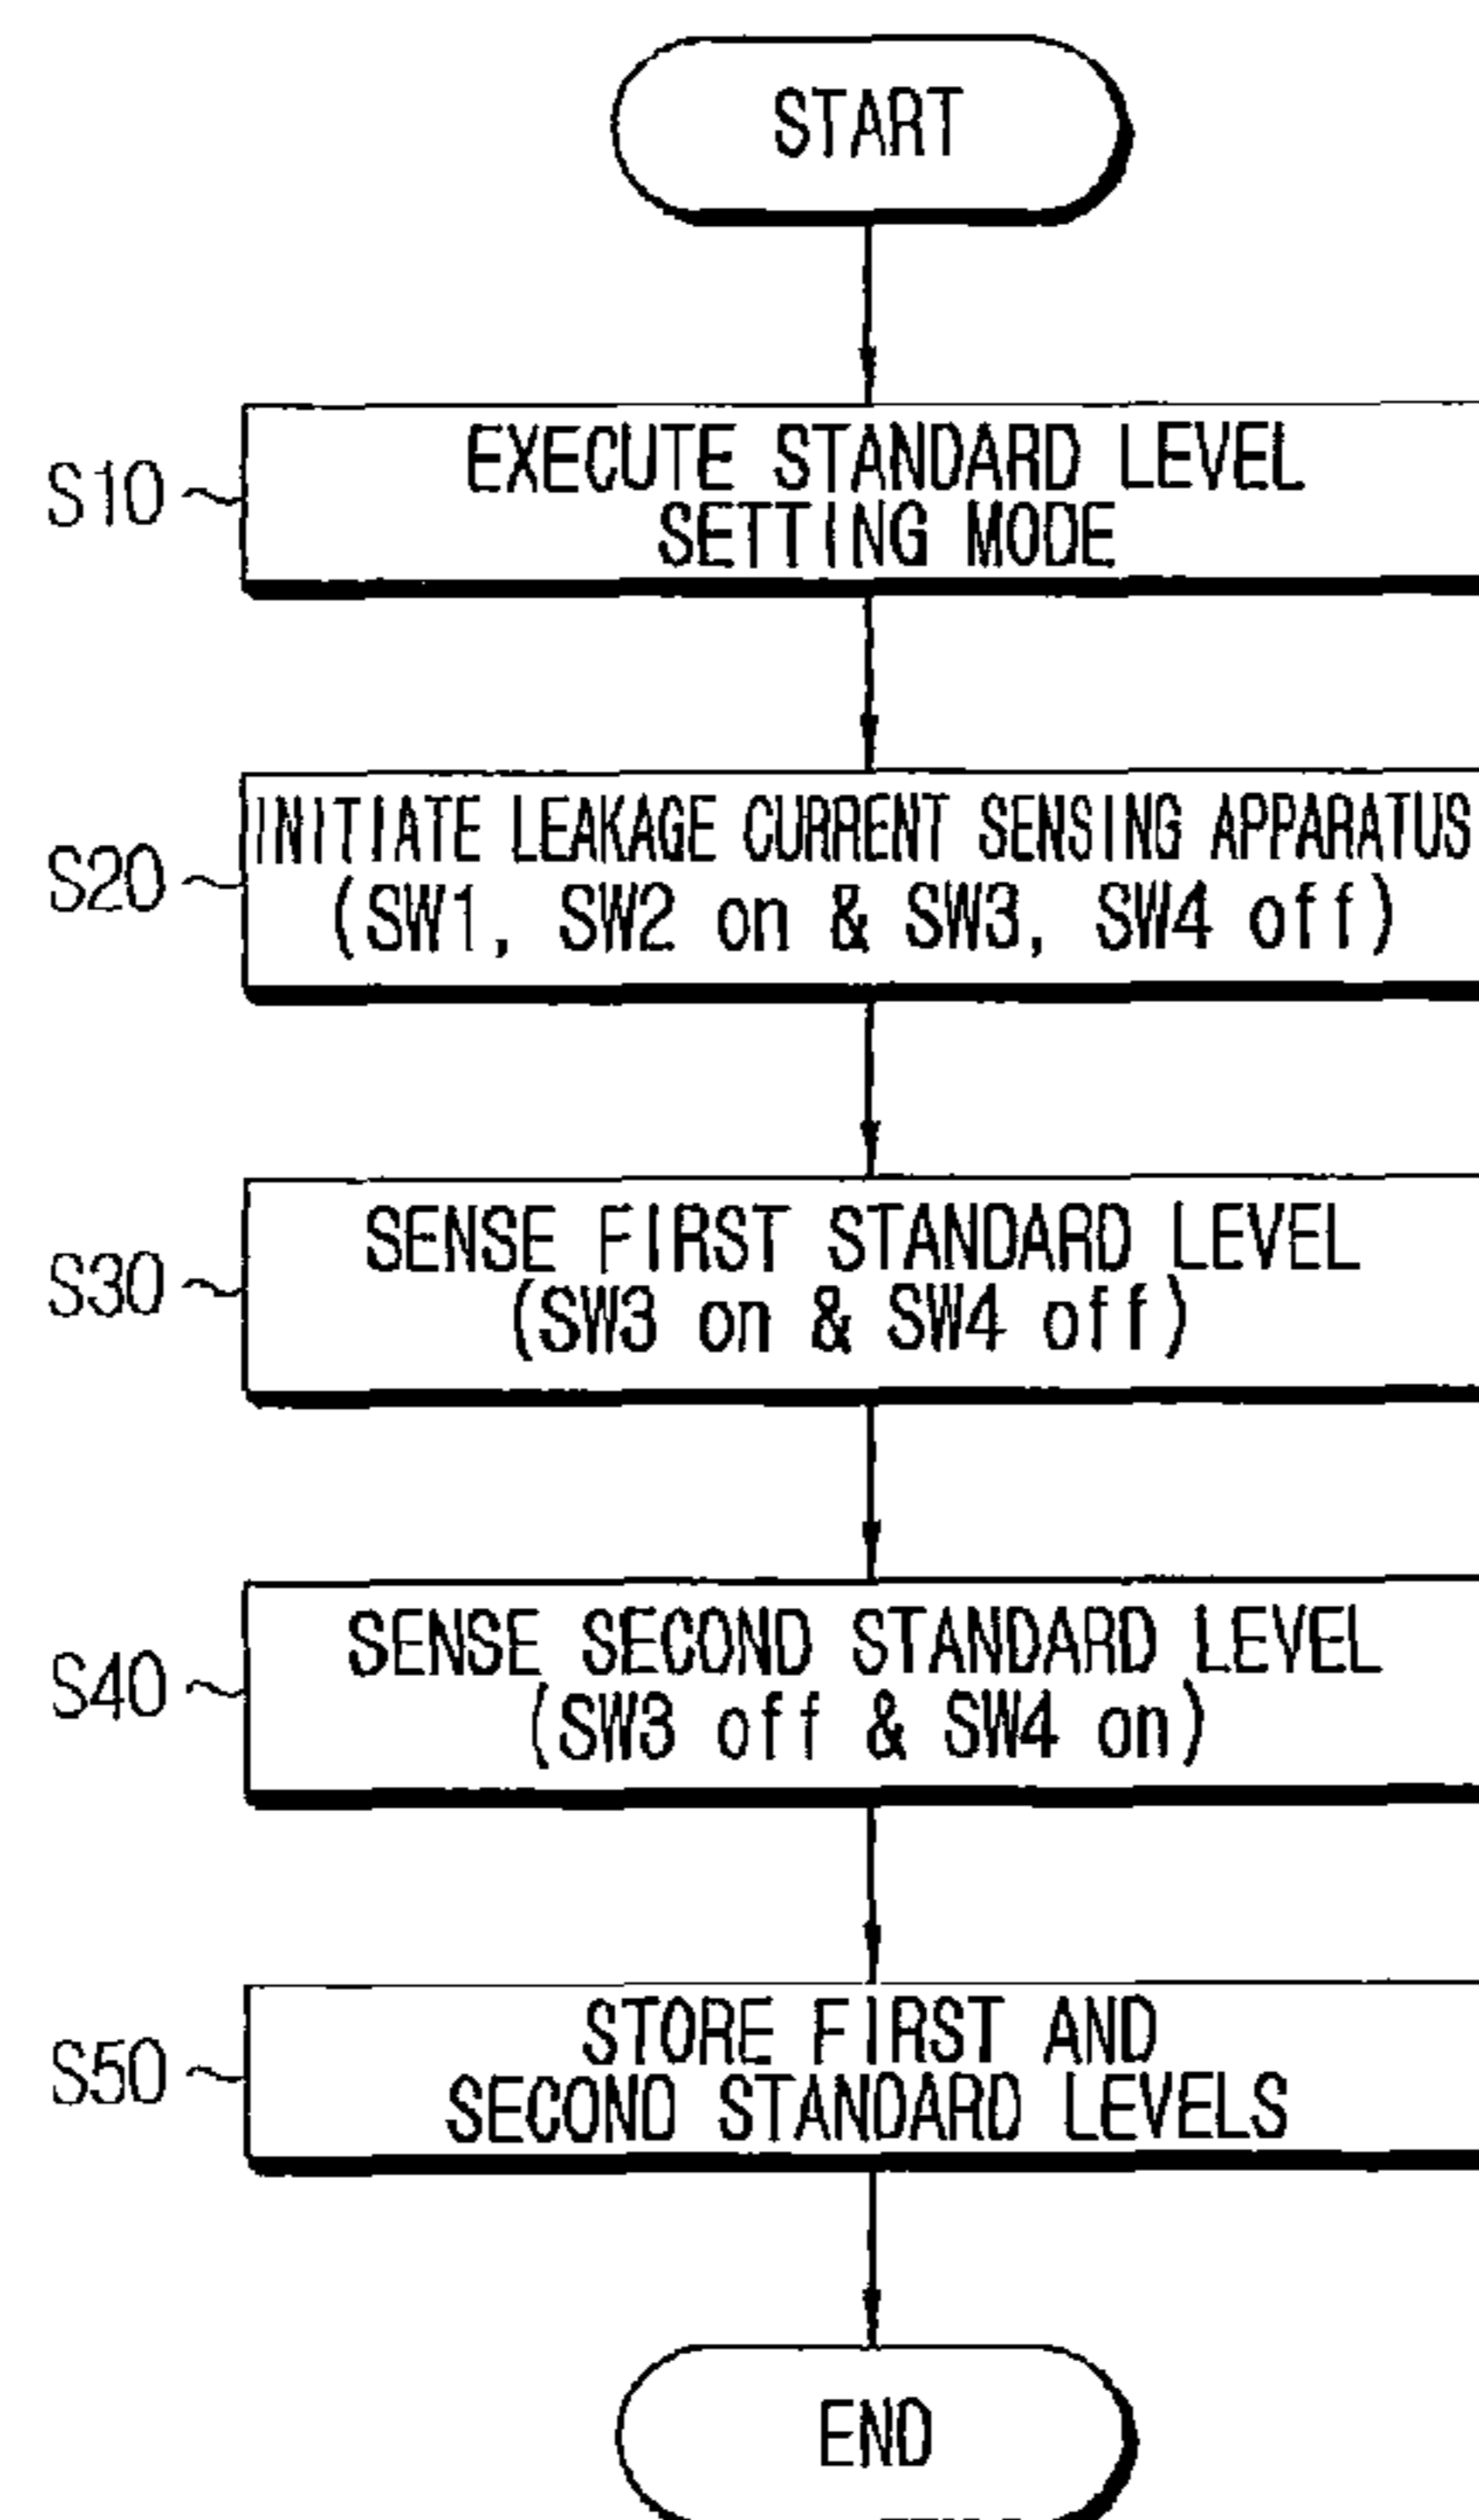 START
S10
EXECUTE STANDARD LEVEL
SETTING MODE
S20
INITIATE LEAKAGE CURRENT SENSING APPARATUS
(SW1, SW2 on & SW3, SW4 off)
S30
SENSE FIRST STANDARD LEVEL
(SW3 on & SW4 off)
S40
SENSE SECOND STANDARD LEVEL
(SW3 off & SW4 on)
S50
STORE FIRST AND
SECOND STANDARD LEVELS
END